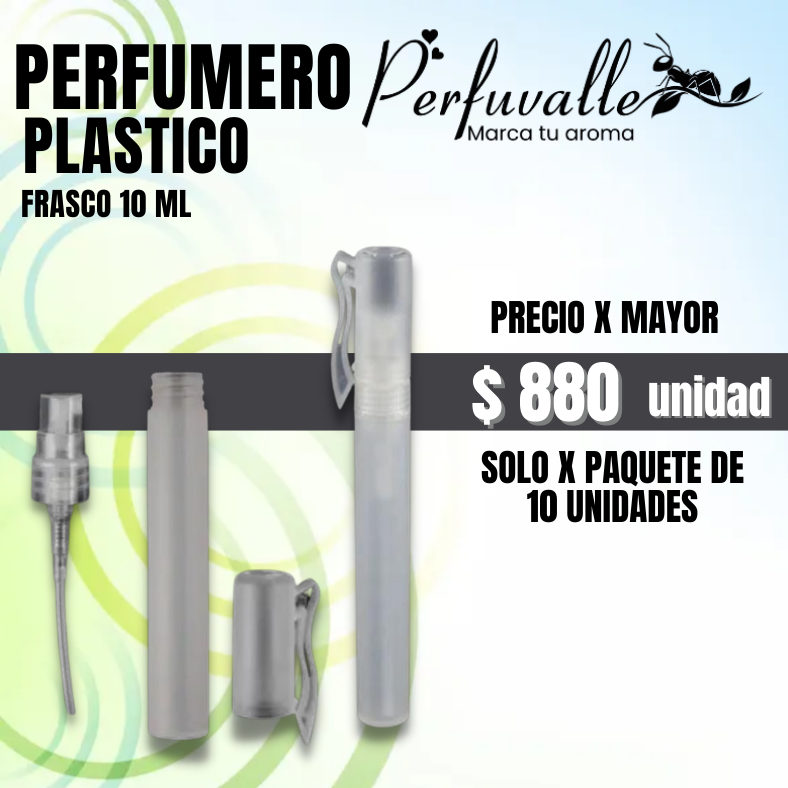 PERFUMERO
PLASTICO
FRASCO 10 ML
Perfuvalle
Marca tu aroma
PRECIO X MAYOR
$ 880 unidad
SOLO X PAQUETE DE
10 UNIDADES